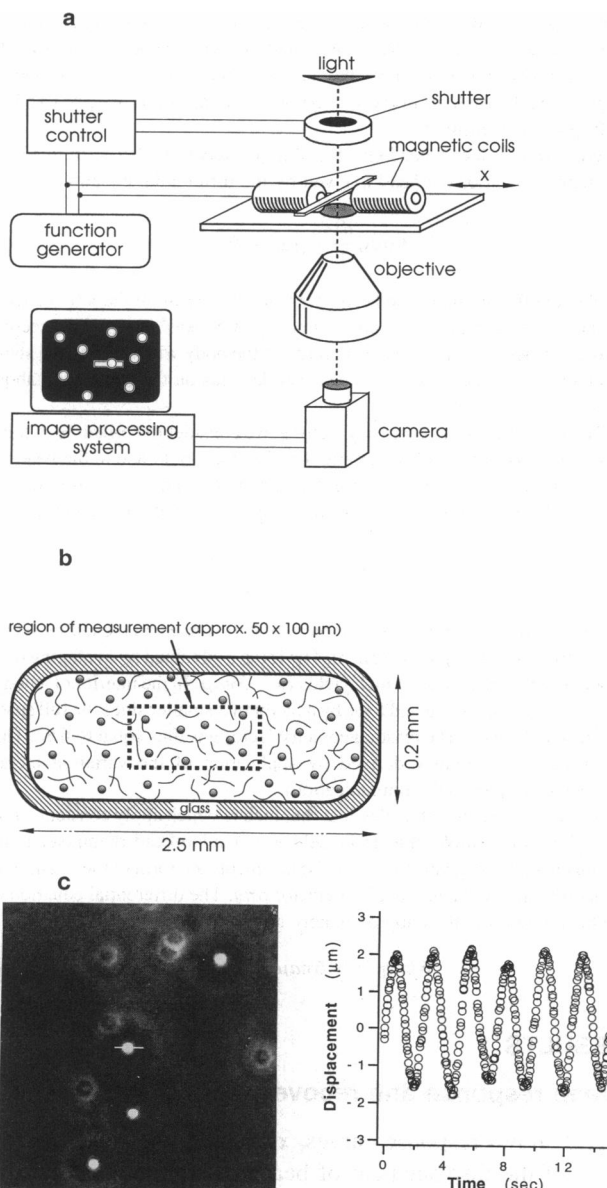 a
light
shutter
shutter
control
magnetic coils
x
function
generator
objective
image processing
system
camera
b
region of measurement (approx. 50 x 100 μm)
0.2 mm
glass
2.5 mm
c
Displacement (μm)
3
2
1
0
- 1
- 2
- 3
0
4
8
12
Time (sec)